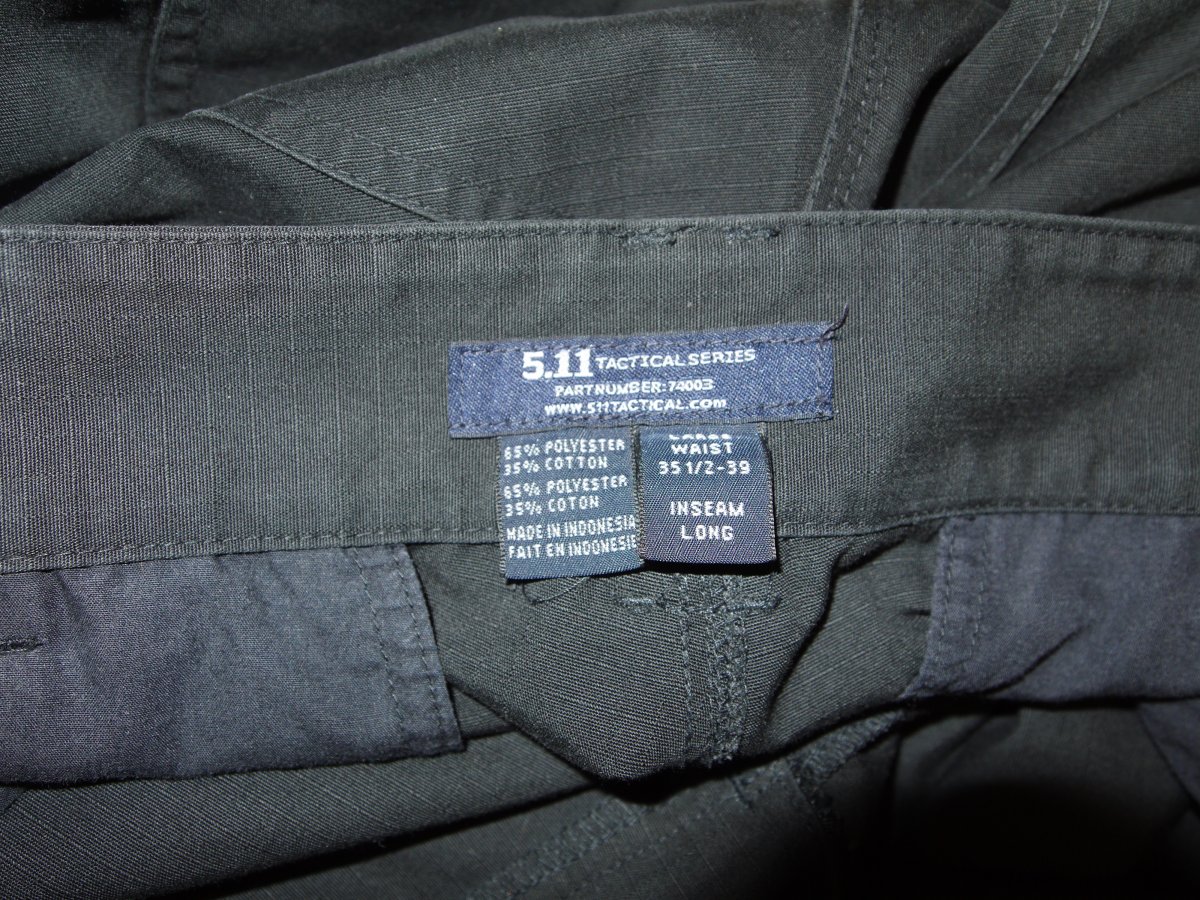 5.11 TACTICAL SERIES
PART NUMBER: 74003
WWW.511TACTICAL.COM
65% POLYESTER
35% COTTON
65% POLYESTER
35% COTON
MADE IN INDONESIA
FAIT EN INDONESIE
LARGE
WAIST
35 1/2-39
INSEAM
LONG